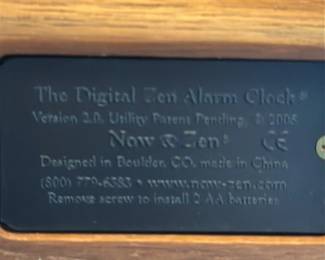 The Digital Zen Alarm Clock®
Version 2.0, Utility Patent Pending, © 2005
Now & Zen® CE
Designed in Boulder, CO, made in China
(800) 779-6383 • www.now-zen.com
Remove screw to install 2 AA batteries